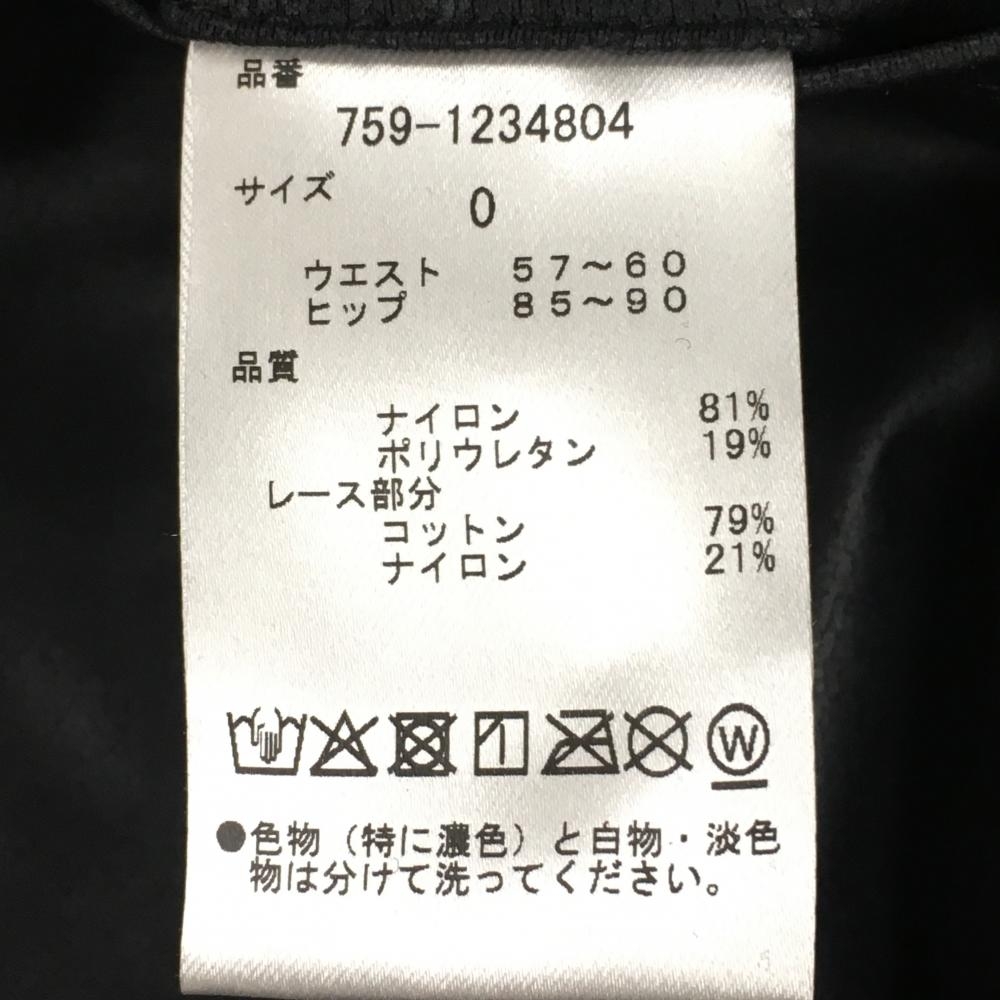 品番
759-1234804
サイズ 0
ウエスト 57～60
ヒップ 85～90
品質
ナイロン 81%
ポリウレタン 19%
レース部分
コットン 79%
ナイロン 21%
W
●色物（特に濃色）と白物・淡色
物は分けて洗ってください。